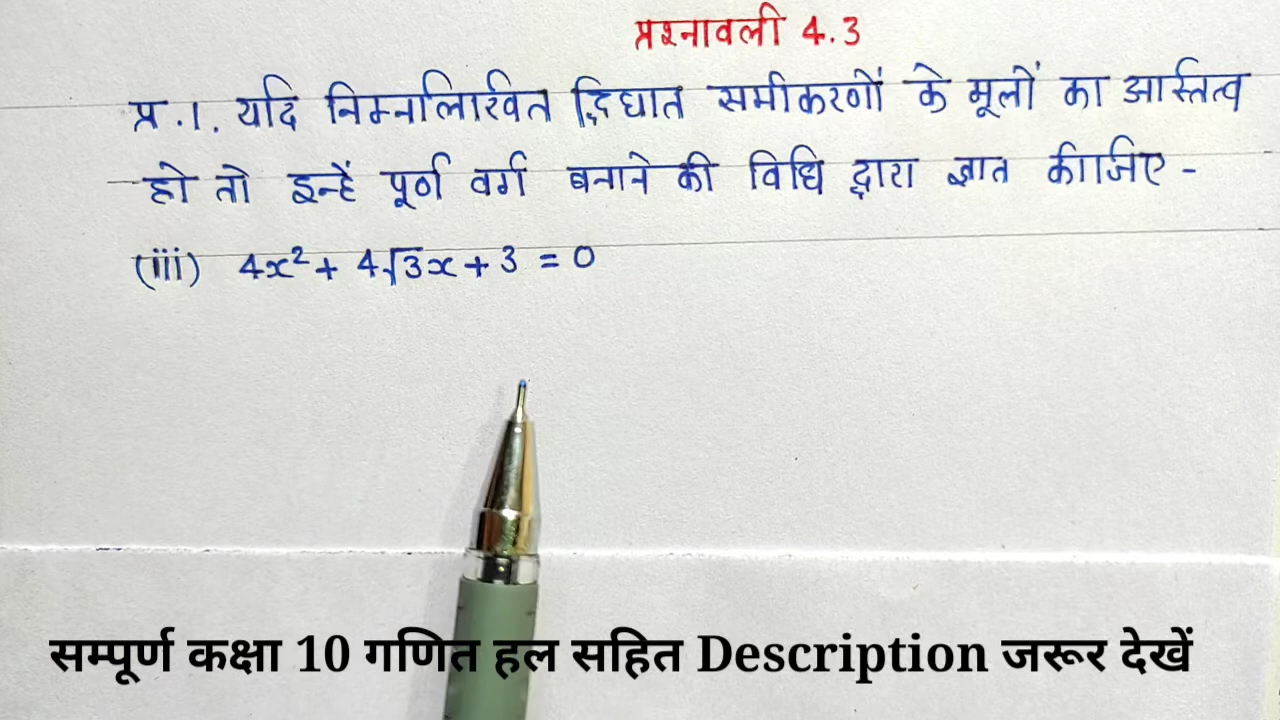 प्रश्नावली 4.3
प्र.1. यदि निम्नलिखित द्विघात समीकरणों के मूलों का अस्तित्व
हो तो इन्हें पूर्ण वर्ग बनाने की विधि द्वारा ज्ञात कीजिए -
(iii) 4x² + 4√3x + 3 = 0
सम्पूर्ण कक्षा 10 गणित हल सहित Description जरूर देखें